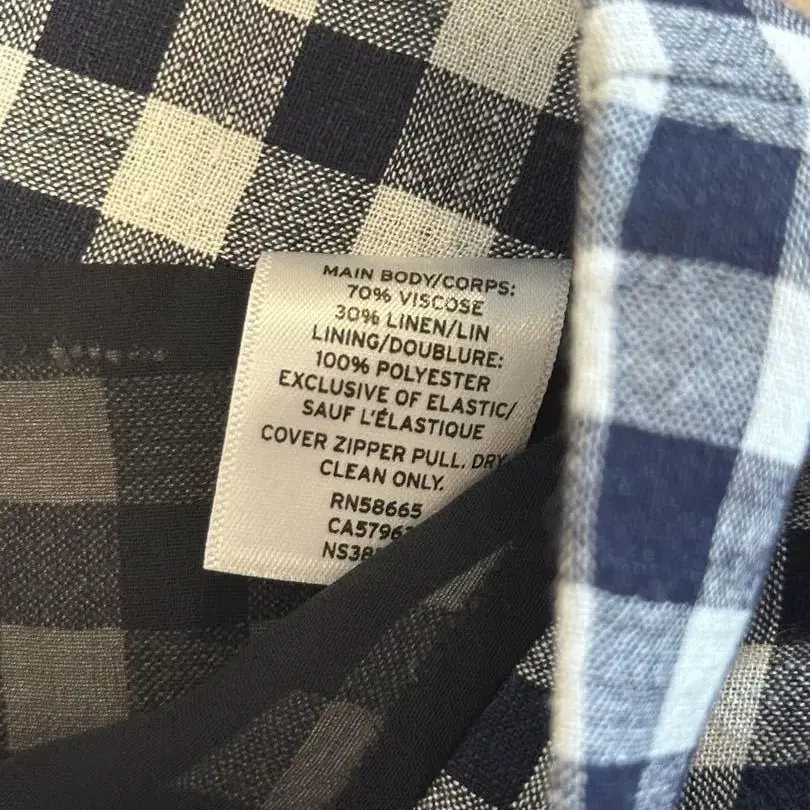 MAIN BODY/CORPS:
70% VISCOSE
30% LINEN/LIN
LINING/DOUBLURE:
100% POLYESTER
EXCLUSIVE OF ELASTIC/
SAUF L'ÉLASTIQUE
COVER ZIPPER PULL. DRY
CLEAN ONLY.
RN58665